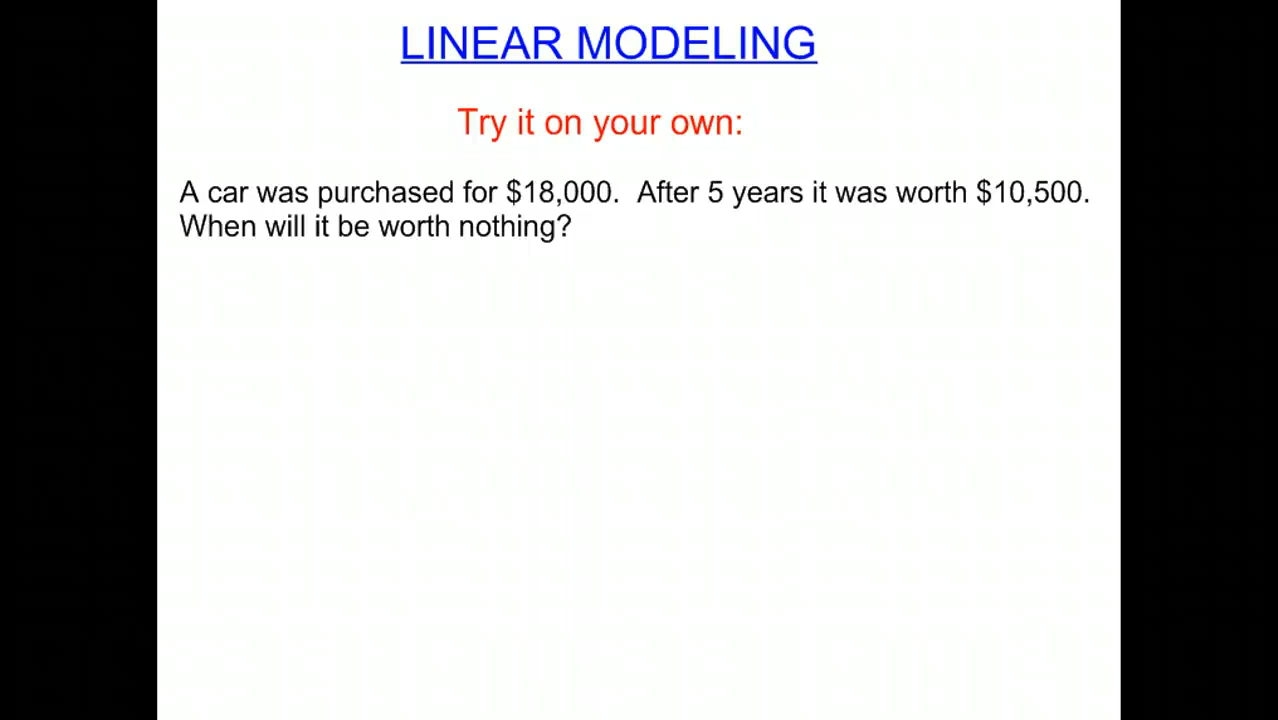 LINEAR MODELING
Try it on your own:
A car was purchased for $18,000.  After 5 years it was worth $10,500.
When will it be worth nothing?